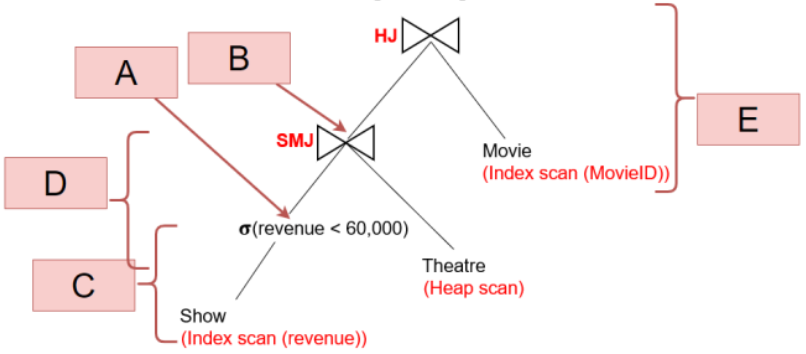 HJ
B
A
E
SMJ
Movie
(Index scan (MovieID))
D
σ(revenue < 60,000)
Theatre
(Heap scan)
C
Show
(Index scan (revenue))